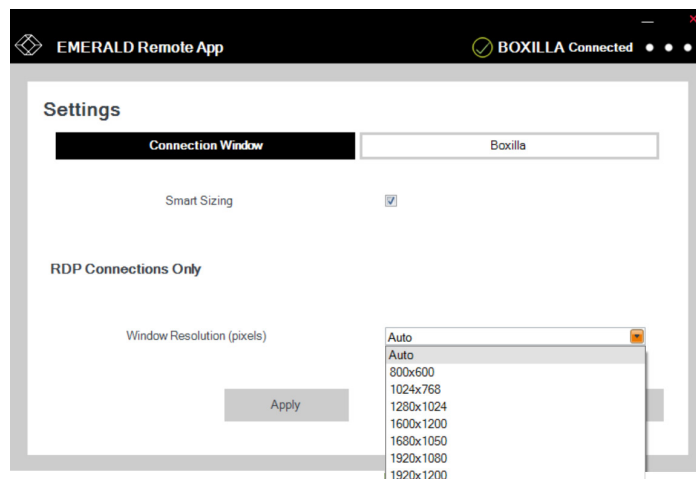 EMERALD Remote App
BOXILLA Connected
Settings
Connection Window
Boxilla
Smart Sizing
RDP Connections Only
Window Resolution (pixels)
Auto
Auto
800x600
1024x768
1280x1024
1600x1200
1680x1050
1920x1080
1920x1200
Apply